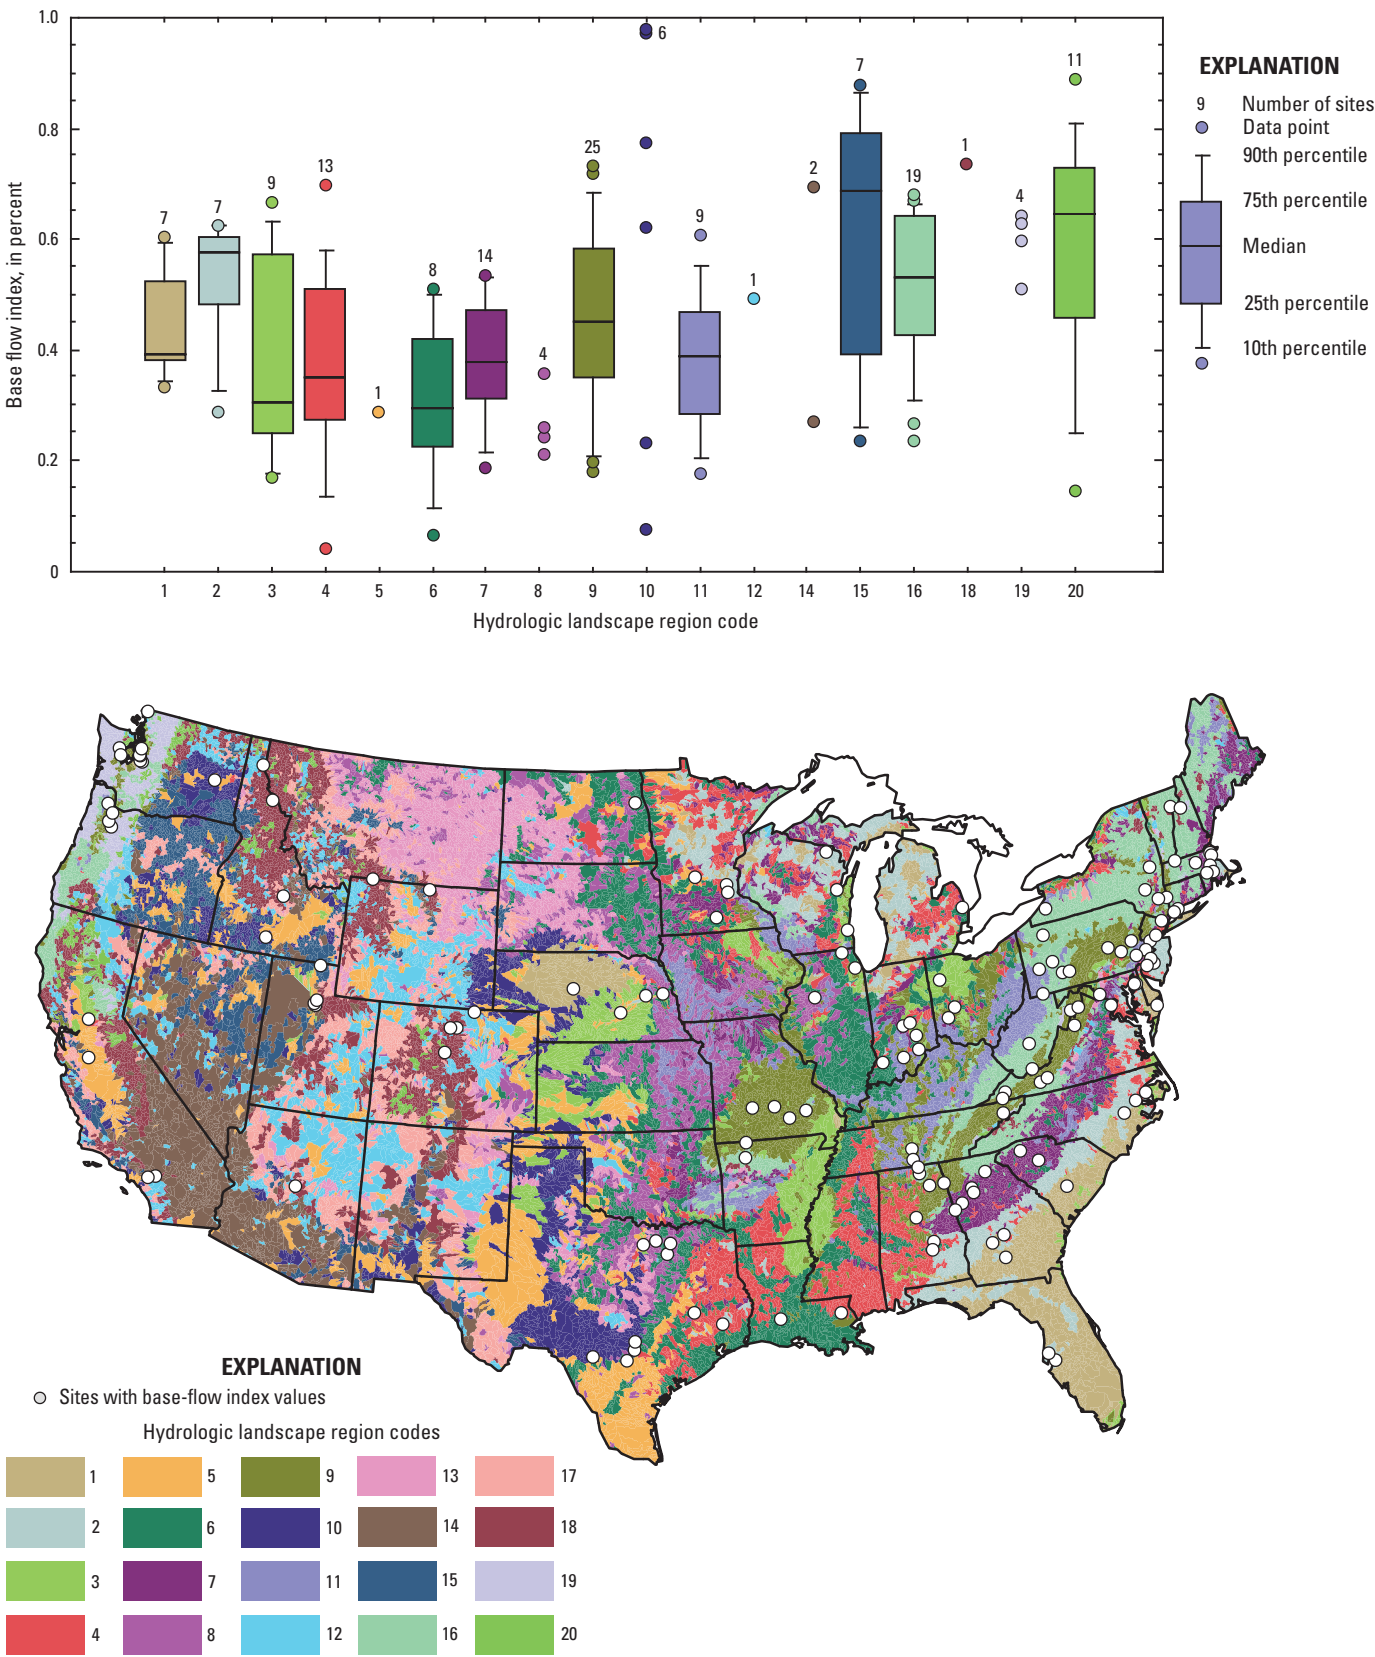 1.0
0.8
0.6
0.4
0.2
0
Base flow index, in percent
7
7
9
13
1
8
14
4
25
6
9
1
2
7
19
1
4
11
1 2 3 4 5 6 7 8 9 10 11 12 14 15 16 18 19 20
Hydrologic landscape region code
EXPLANATION
9 Number of sites
Data point
90th percentile
75th percentile
Median
25th percentile
10th percentile
EXPLANATION
Sites with base-flow index values
Hydrologic landscape region codes
1 5 9 13 17
2 6 10 14 18
3 7 11 15 19
4 8 12 16 20